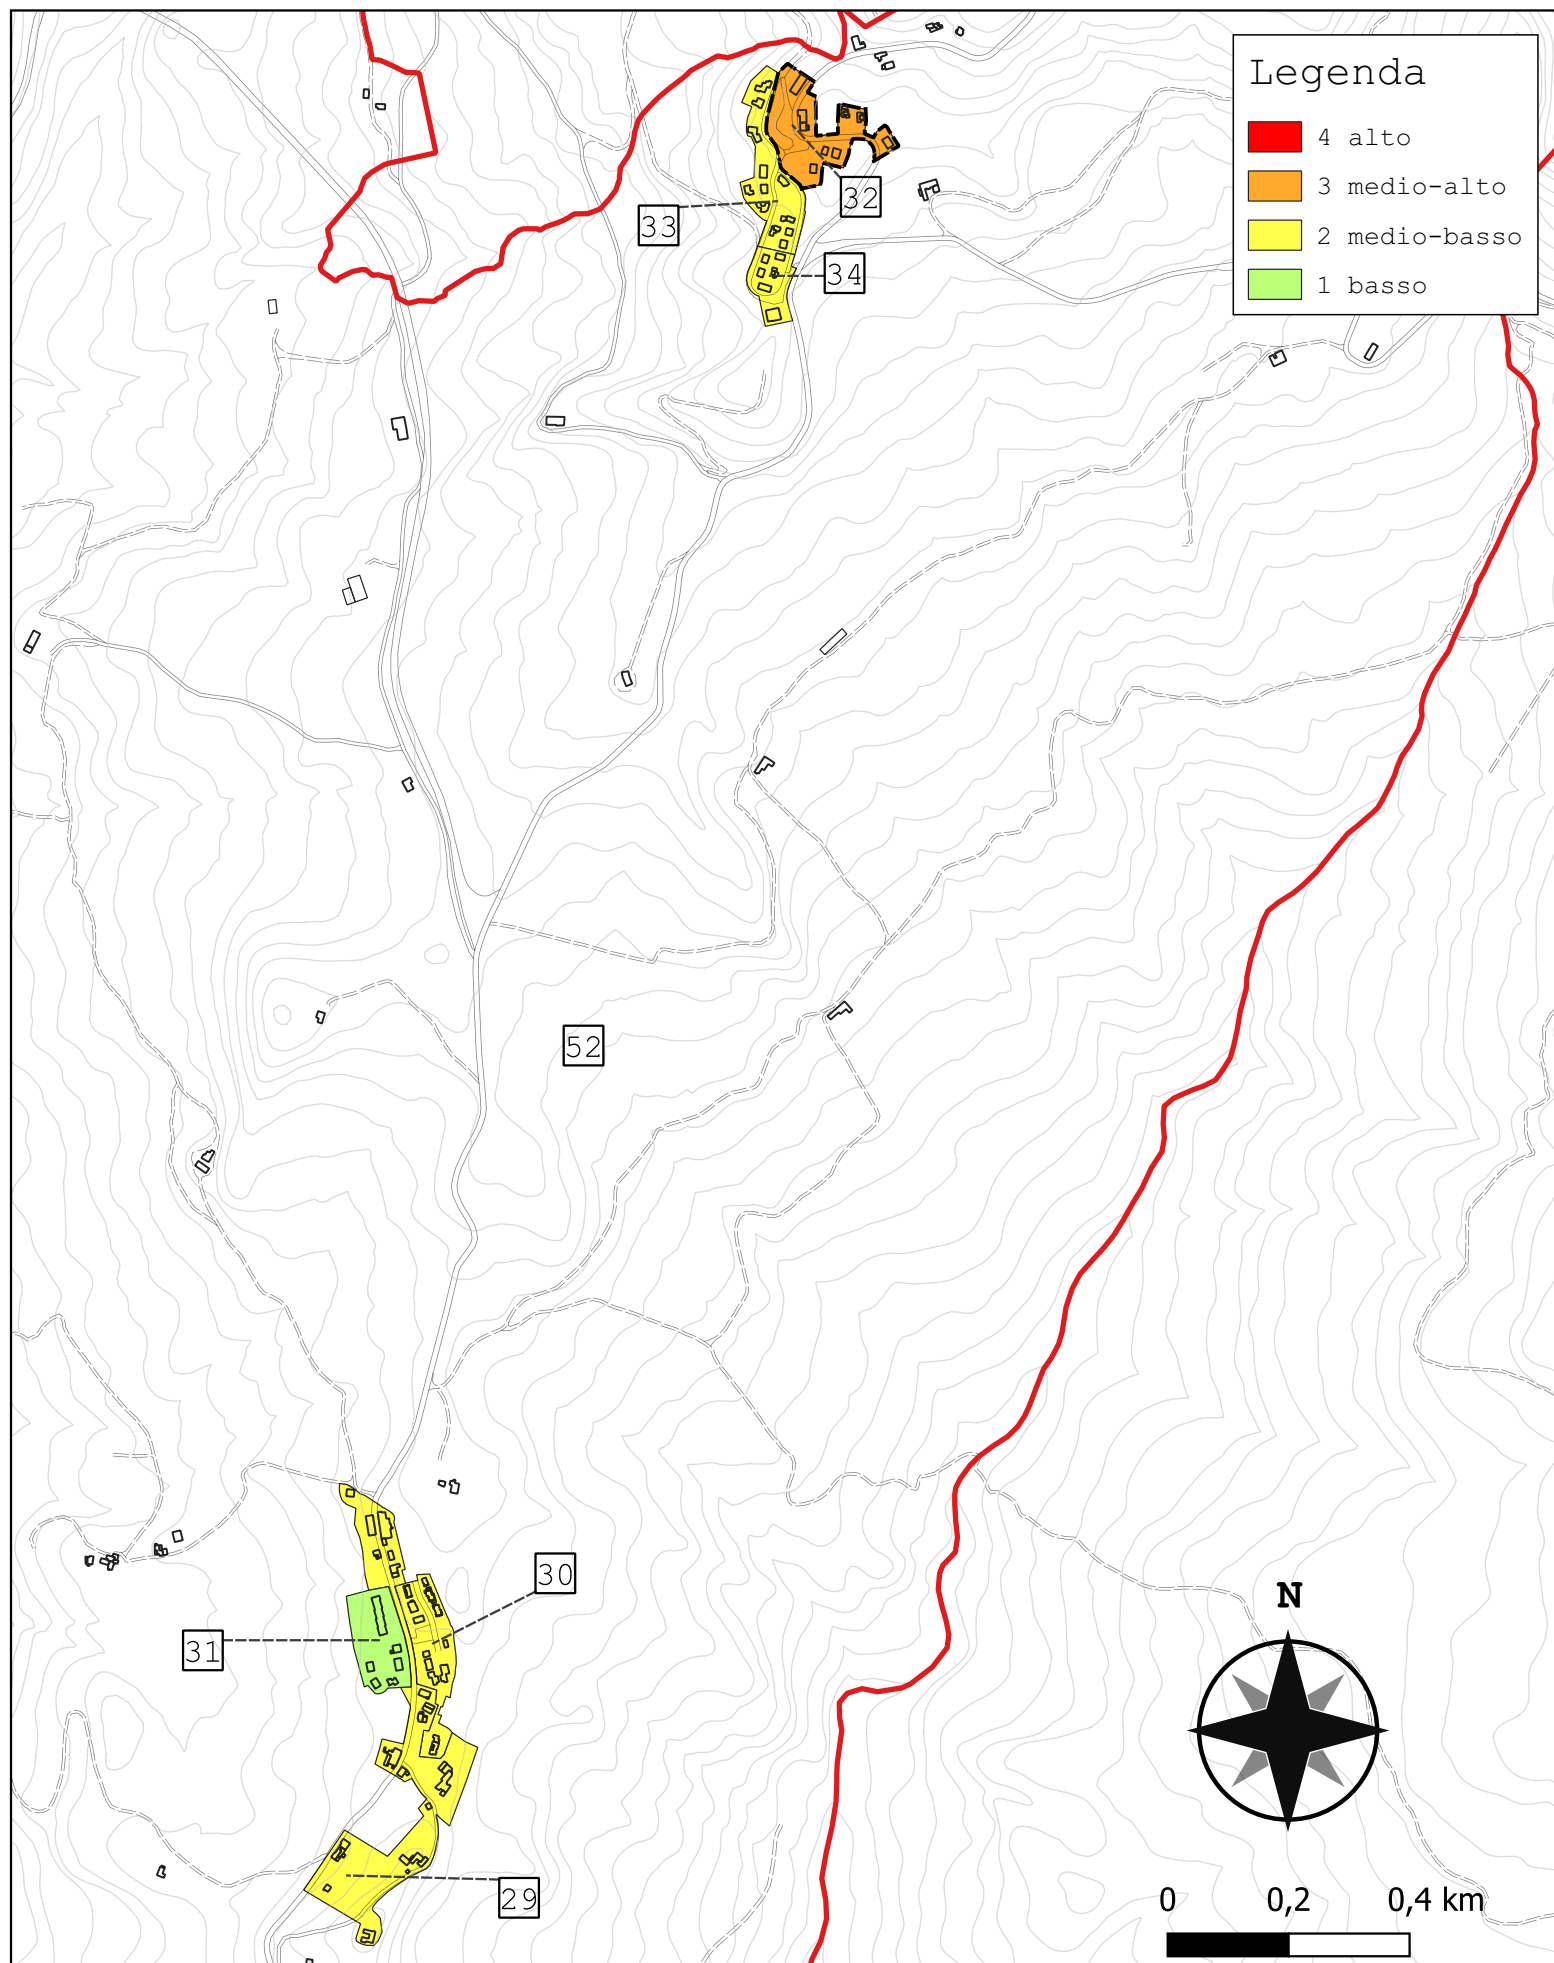 Legenda
4 alto
3 medio-alto
2 medio-basso
1 basso
32
33
34
52
30
31
29
N
0 0,2 0,4 km